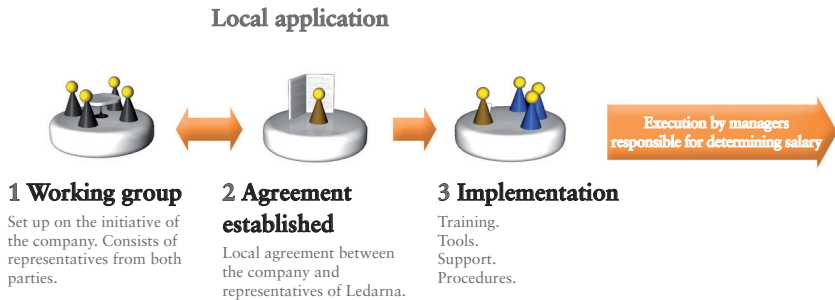 Local application
Execution by managers
responsible for determining salary
1 Working group
Set up on the initiative of
the company. Consists of
representatives from both
parties.
2 Agreement
established
Local agreement between
the company and
representatives of Ledarna.
3 Implementation
Training.
Tools.
Support.
Procedures.